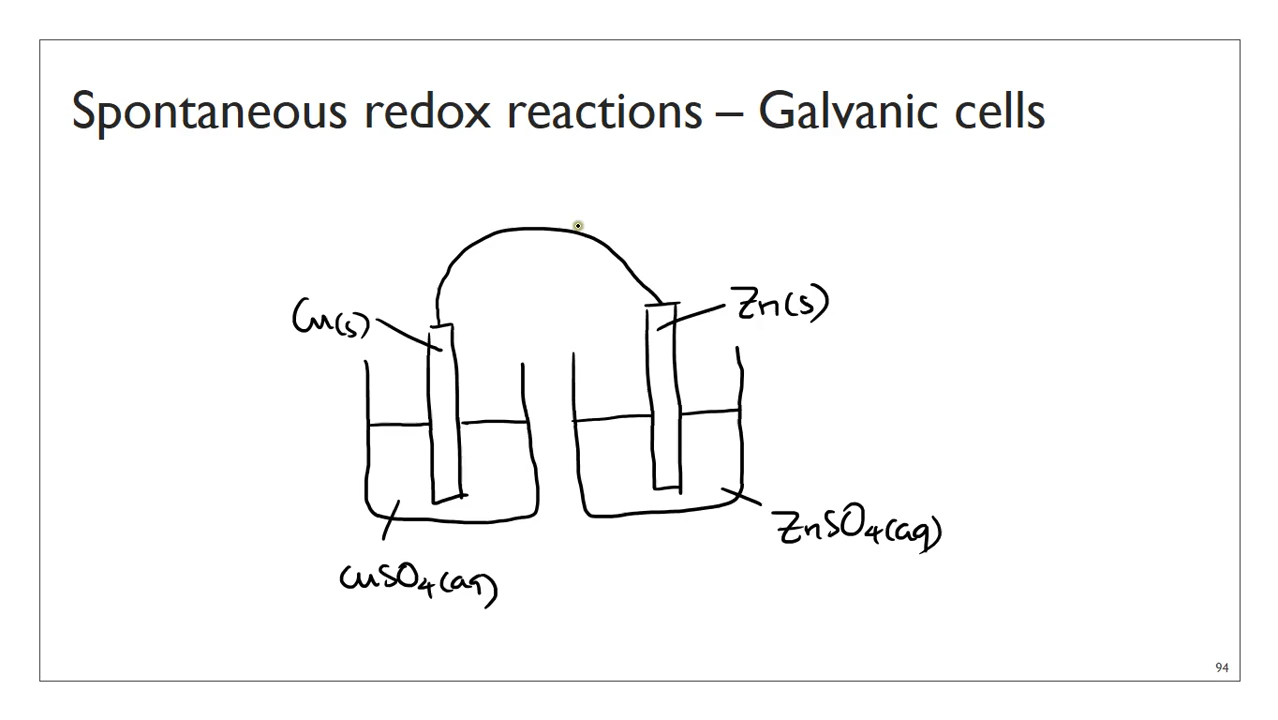 Spontaneous redox reactions – Galvanic cells
Cu(s)
Zn(s)
ZnSO4(aq)
CuSO4(aq)
94